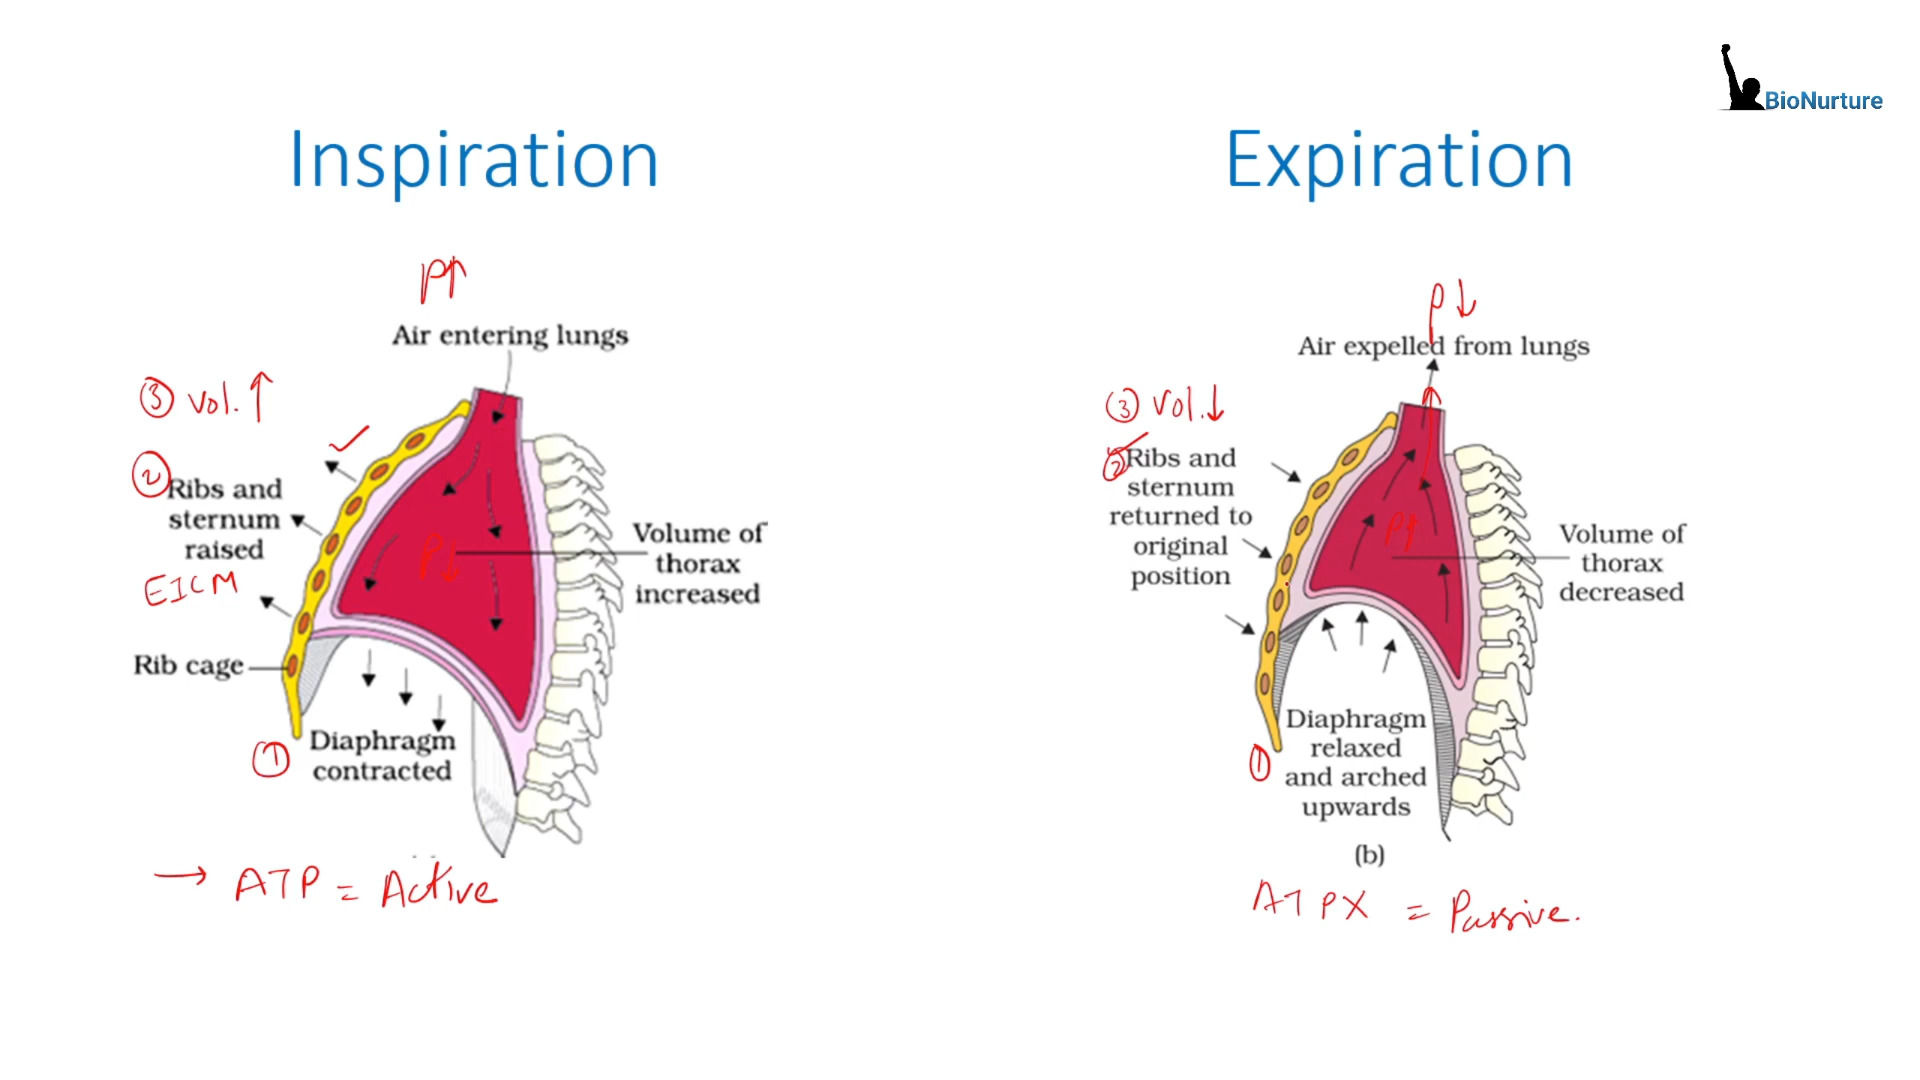 BioNurture
Inspiration
P↑
Air entering lungs
③ Vol. ↑
②
Ribs and
sternum
raised
EICM
Rib cage
P↓
Volume of
thorax
increased
①
Diaphragm
contracted
→ ATP = Active
Expiration
P↓
Air expelled from lungs
③ Vol.↓
②
Ribs and
sternum
returned to
original
position
P↑
Volume of
thorax
decreased
①
Diaphragm
relaxed
and arched
upwards
(b)
ATP X = Passive.